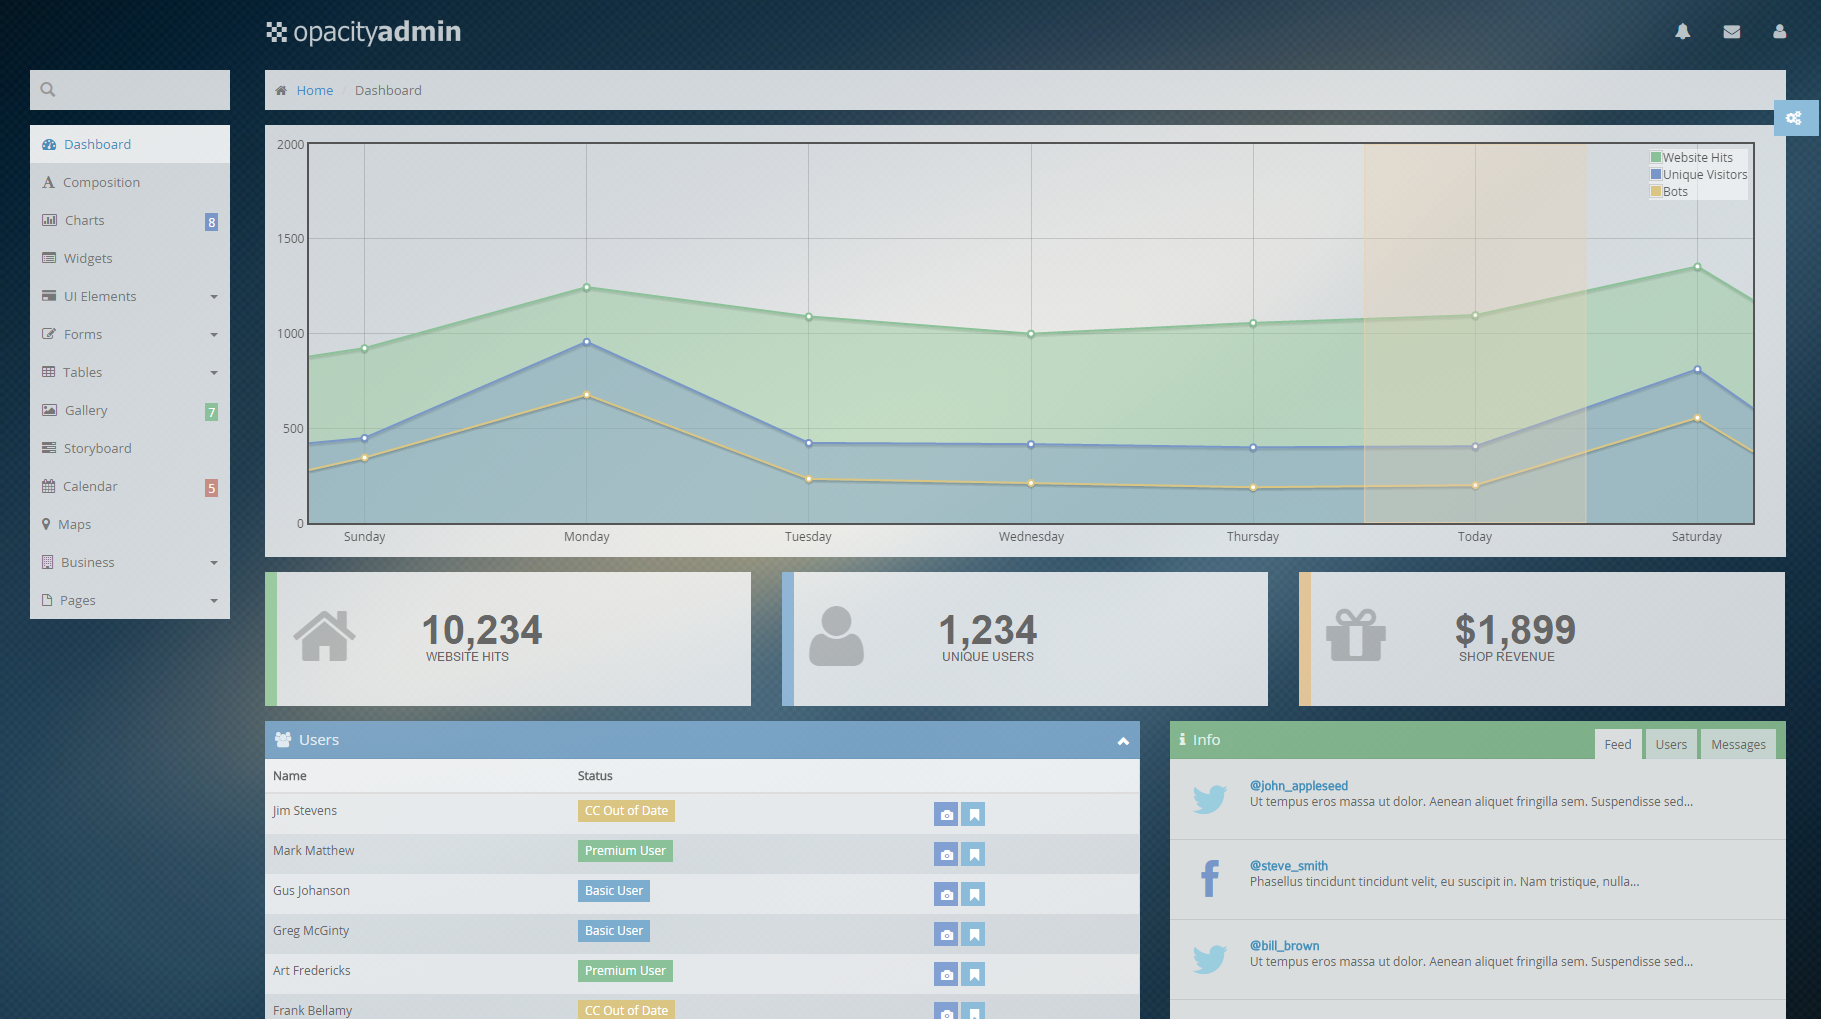 opacityadmin
Home / Dashboard
Dashboard
Composition
Charts 8
Widgets
UI Elements
Forms
Tables
Gallery 7
Storyboard
Calendar 5
Maps
Business
Pages
2000
1500
1000
500
0
Website Hits
Unique Visitors
Bots
Sunday Monday Tuesday Wednesday Thursday Today Saturday
10,234
WEBSITE HITS
1,234
UNIQUE USERS
$1,899
SHOP REVENUE
Users
Name Status
Jim Stevens CC Out of Date
Mark Matthew Premium User
Gus Johanson Basic User
Greg McGinty Basic User
Art Fredericks Premium User
Frank Bellamy CC Out of Date
Info Feed Users Messages
@john_appleseed
Ut tempus eros massa ut dolor. Aenean aliquet fringilla sem. Suspendisse sed...
@steve_smith
Phasellus tincidunt tincidunt velit, eu suscipit in. Nam tristique, nulla...
@bill_brown
Ut tempus eros massa ut dolor. Aenean aliquet fringilla sem. Suspendisse sed...